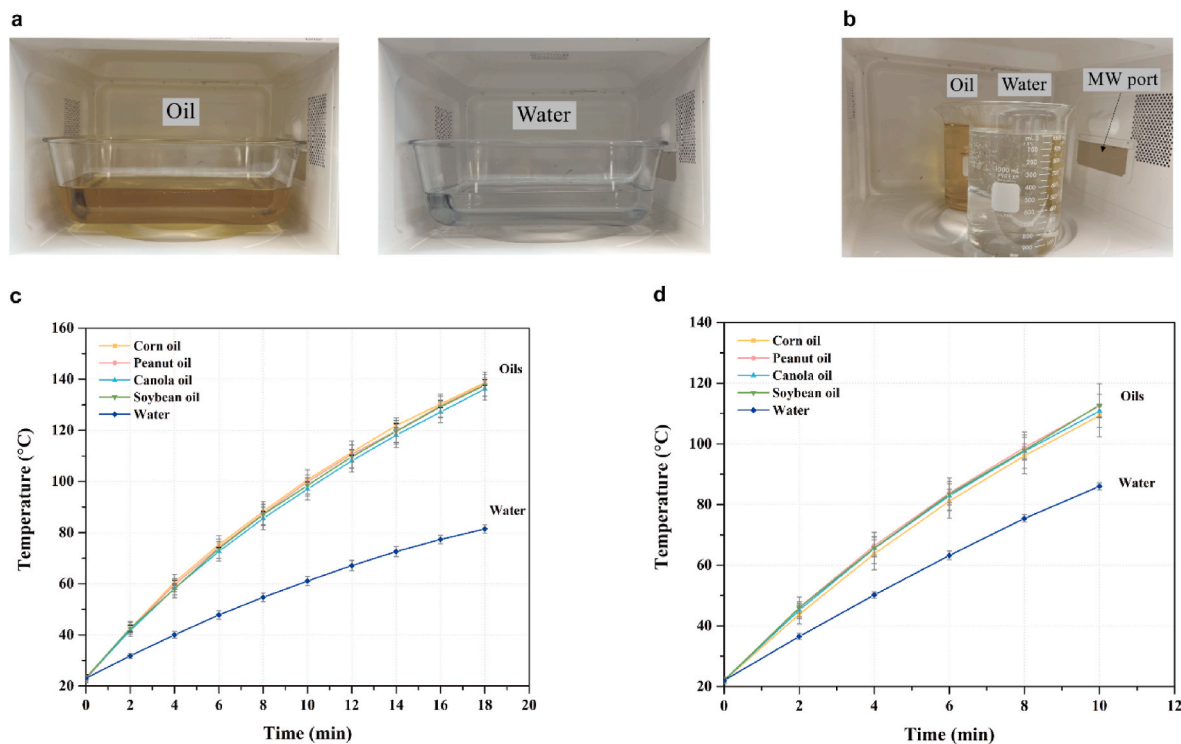 a
b
Oil
Water
Oil Water
MW port
1000 mL
PYREX
c
d
160
140
120
100
80
60
40
20
Temperature (°C)
Corn oil
Peanut oil
Canola oil
Soybean oil
Water
Oils
Water
0 2 4 6 8 10 12 14 16 18 20
Time (min)
140
120
100
80
60
40
20
Temperature (°C)
Corn oil
Peanut oil
Canola oil
Soybean oil
Water
Oils
Water
0 2 4 6 8 10 12
Time (min)